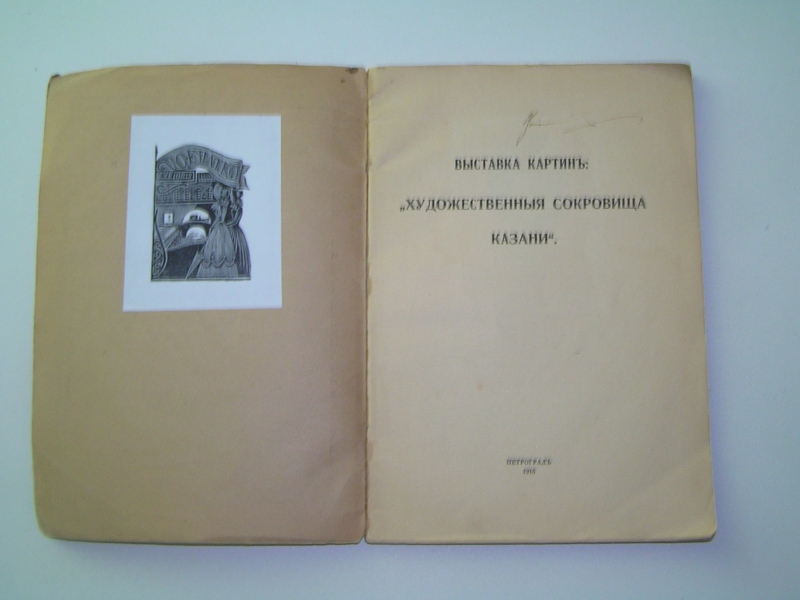 ВЫСТАВКА КАРТИНЪ:
„ХУДОЖЕСТВЕННЫЯ СОКРОВИЩА
КАЗАНИ“.
ПЕТРОГРАДЪ